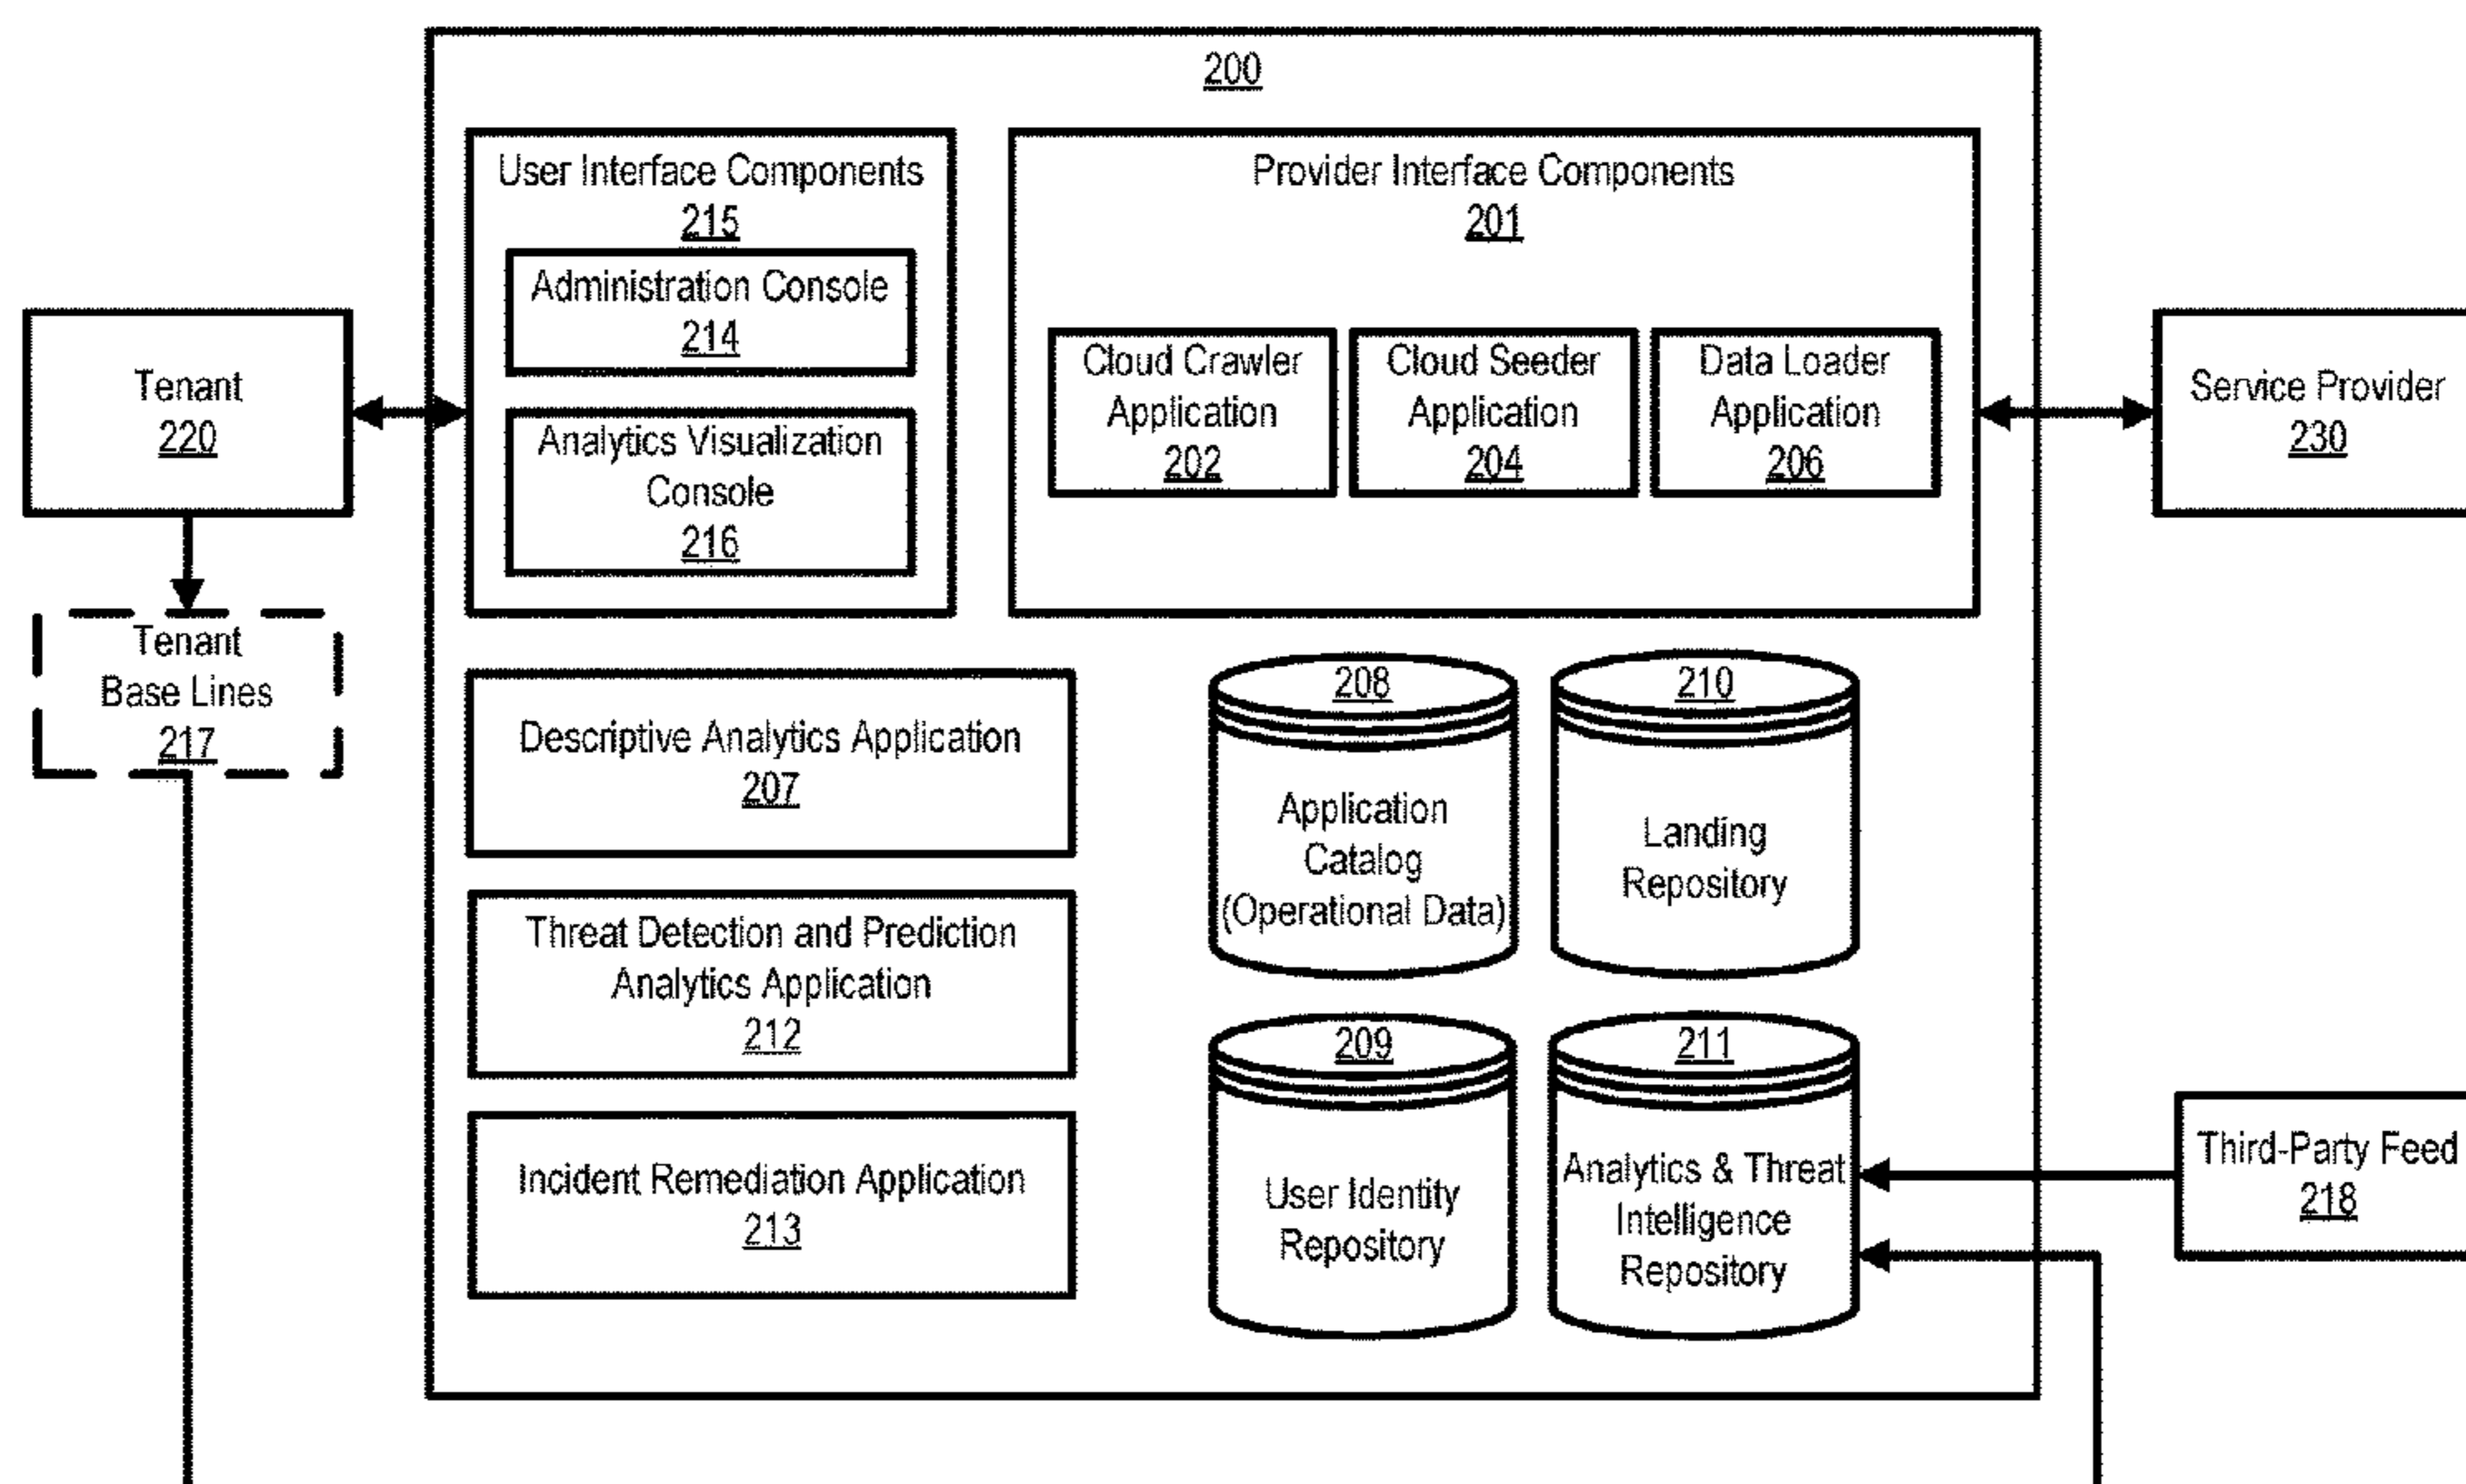 200
User Interface Components
215
Administration Console
214
Analytics Visualization
Console
216
Provider Interface Components
201
Cloud Crawler
Application
202
Cloud Seeder
Application
204
Data Loader
Application
206
Tenant
220
Service Provider
230
Tenant
Base Lines
217
Descriptive Analytics Application
207
Threat Detection and Prediction
Analytics Application
212
Incident Remediation Application
213
208
Application
Catalog
(Operational Data)
210
Landing
Repository
209
User Identity
Repository
211
Analytics & Threat
Intelligence
Repository
Third-Party Feed
218